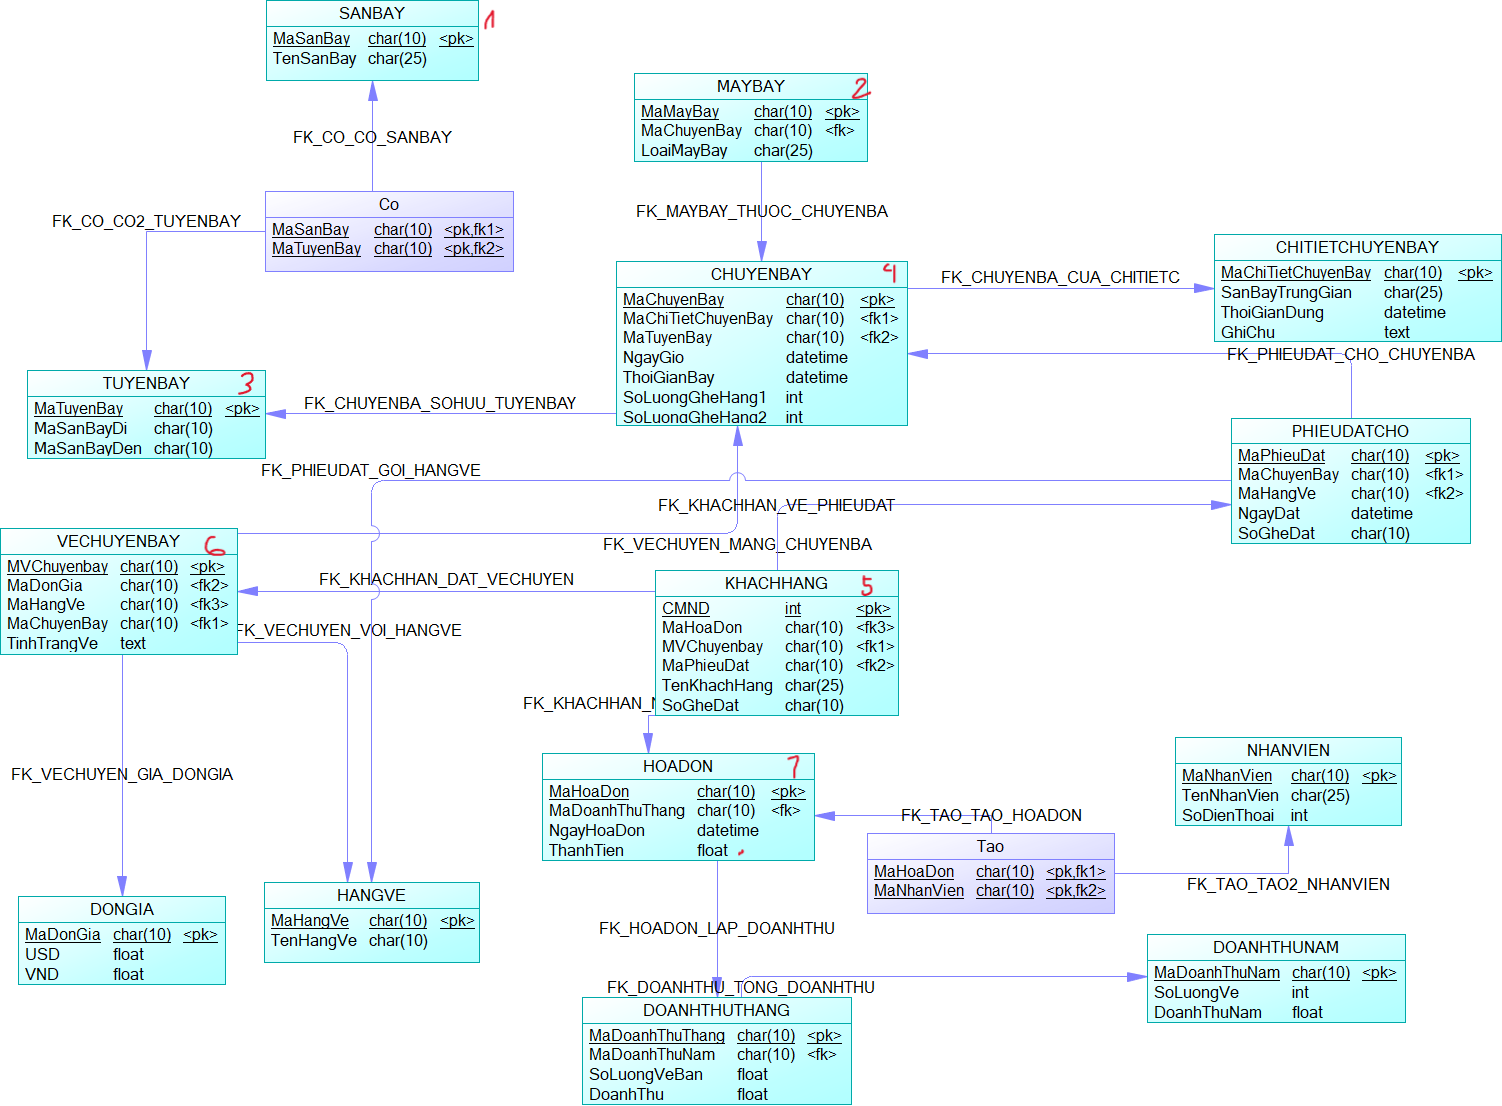 SANBAY 1
MaSanBay char(10) <pk>
TenSanBay char(25)
FK_CO_CO_SANBAY
MAYBAY 2
MaMayBay char(10) <pk>
MaChuyenBay char(10) <fk>
LoaiMayBay char(25)
Co
MaSanBay char(10) <pk,fk1>
MaTuyenBay char(10) <pk,fk2>
FK_CO_CO2_TUYENBAY
FK_MAYBAY_THUOC_CHUYENBA
CHUYENBAY 4
MaChuyenBay char(10) <pk>
MaChiTietChuyenBay char(10) <fk1>
MaTuyenBay char(10) <fk2>
NgayGio datetime
ThoiGianBay datetime
SoLuongGheHang1 int
SoLuongGheHang2 int
FK_CHUYENBA_CUA_CHITIETC
CHITIETCHUYENBAY
MaChiTietChuyenBay char(10) <pk>
SanBayTrungGian char(25)
ThoiGianDung datetime
GhiChu text
FK_PHIEUDAT_CHO_CHUYENBA
TUYENBAY 3
MaTuyenBay char(10) <pk>
MaSanBayDi char(10)
MaSanBayDen char(10)
FK_CHUYENBA_SOHUU_TUYENBAY
PHIEUDATCHO
MaPhieuDat char(10) <pk>
MaChuyenBay char(10) <fk1>
MaHangVe char(10) <fk2>
NgayDat datetime
SoGheDat char(10)
FK_PHIEUDAT_GOI_HANGVE
FK_KHACHHAN_VE_PHIEUDAT
FK_VECHUYEN_MANG_CHUYENBA
VECHUYENBAY 6
MVChuyenbay char(10) <pk>
MaDonGia char(10) <fk2>
MaHangVe char(10) <fk3>
MaChuyenBay char(10) <fk1>
TinhTrangVe text
FK_KHACHHAN_DAT_VECHUYEN
FK_VECHUYEN_VOI_HANGVE
KHACHHANG 5
CMND int <pk>
MaHoaDon char(10) <fk3>
MVChuyenbay char(10) <fk1>
MaPhieuDat char(10) <fk2>
TenKhachHang char(25)
SoGheDat char(10)
FK_KHACHHAN_N
FK_VECHUYEN_GIA_DONGIA
HOADON 7
MaHoaDon char(10) <pk>
MaDoanhThuThang char(10) <fk>
NgayHoaDon datetime
ThanhTien float
NHANVIEN
MaNhanVien char(10) <pk>
TenNhanVien char(25)
SoDienThoai int
FK_TAO_TAO_HOADON
Tao
MaHoaDon char(10) <pk,fk1>
MaNhanVien char(10) <pk,fk2>
FK_TAO_TAO2_NHANVIEN
DONGIA
MaDonGia char(10) <pk>
USD float
VND float
HANGVE
MaHangVe char(10) <pk>
TenHangVe char(10)
FK_HOADON_LAP_DOANHTHU
FK_DOANHTHU_TONG_DOANHTHU
DOANHTHUNAM
MaDoanhThuNam char(10) <pk>
SoLuongVe int
DoanhThuNam float
DOANHTHUTHANG
MaDoanhThuThang char(10) <pk>
MaDoanhThuNam char(10) <fk>
SoLuongVeBan float
DoanhThu float